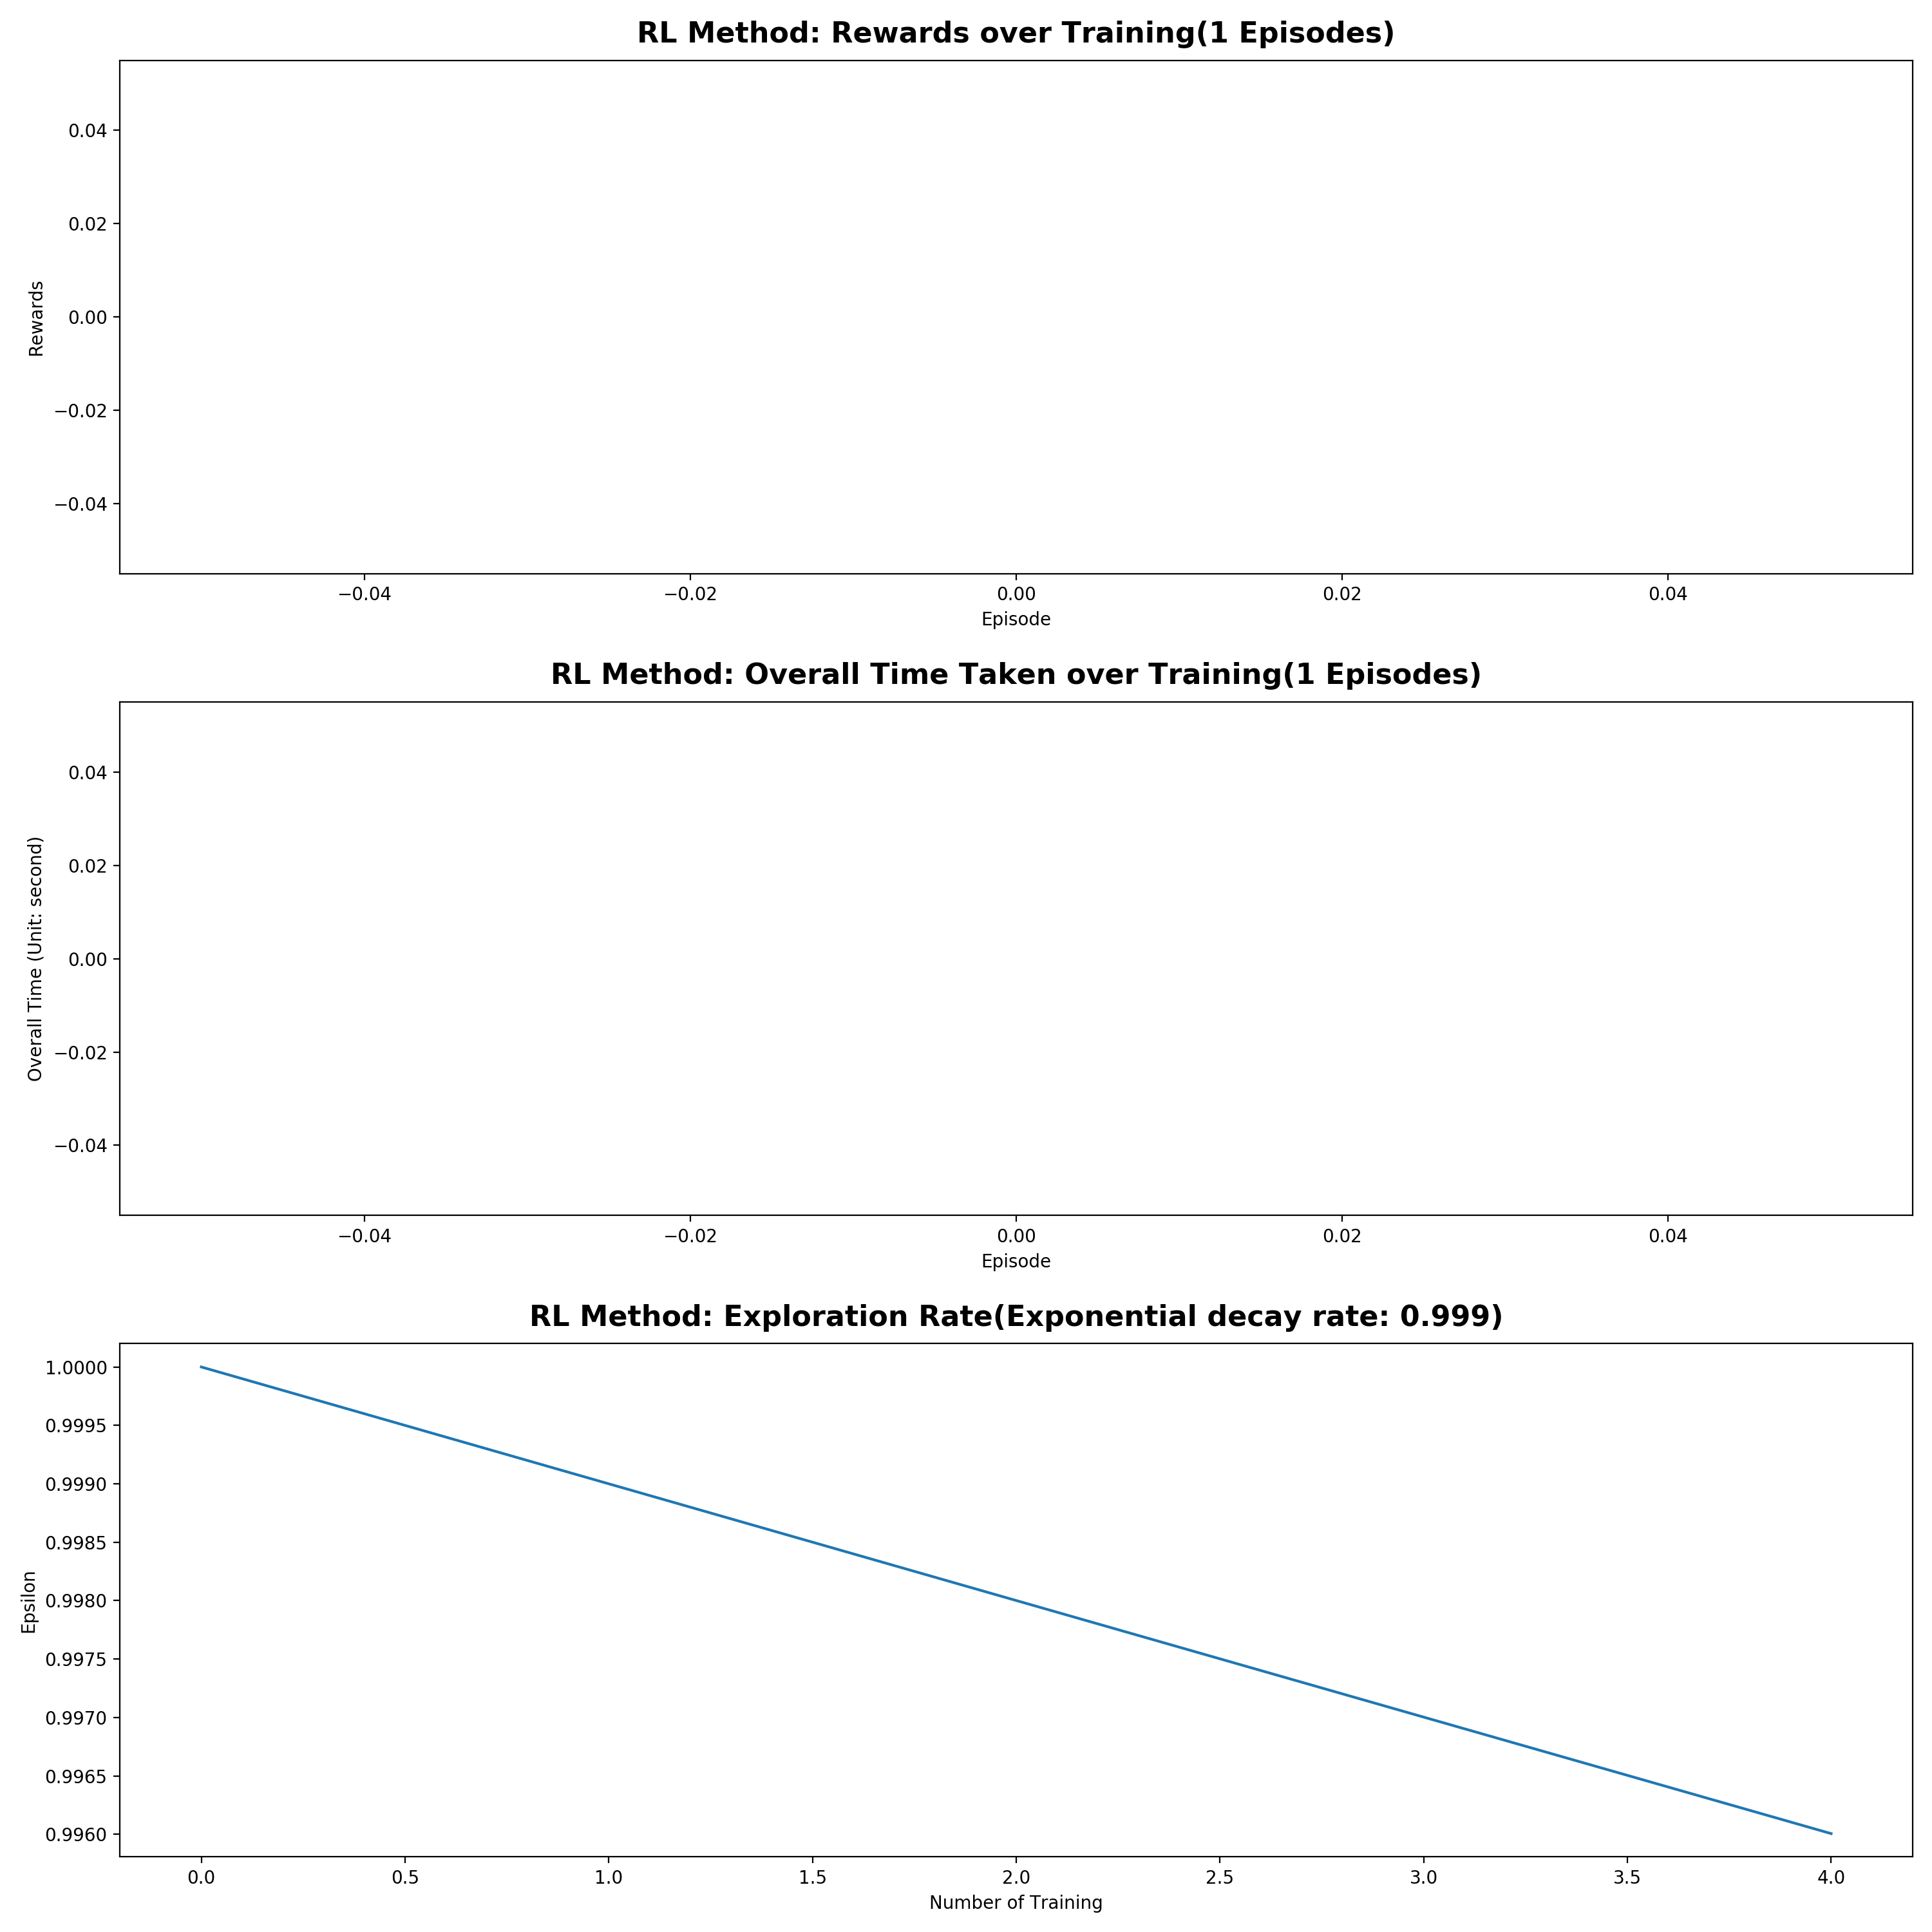 RL Method: Rewards over Training(1 Episodes)
Rewards
0.04
0.02
0.00
−0.02
−0.04
−0.04 −0.02 0.00 0.02 0.04
Episode
RL Method: Overall Time Taken over Training(1 Episodes)
Overall Time (Unit: second)
0.04
0.02
0.00
−0.02
−0.04
−0.04 −0.02 0.00 0.02 0.04
Episode
RL Method: Exploration Rate(Exponential decay rate: 0.999)
Epsilon
1.0000
0.9995
0.9990
0.9985
0.9980
0.9975
0.9970
0.9965
0.9960
0.0 0.5 1.0 1.5 2.0 2.5 3.0 3.5 4.0
Number of Training